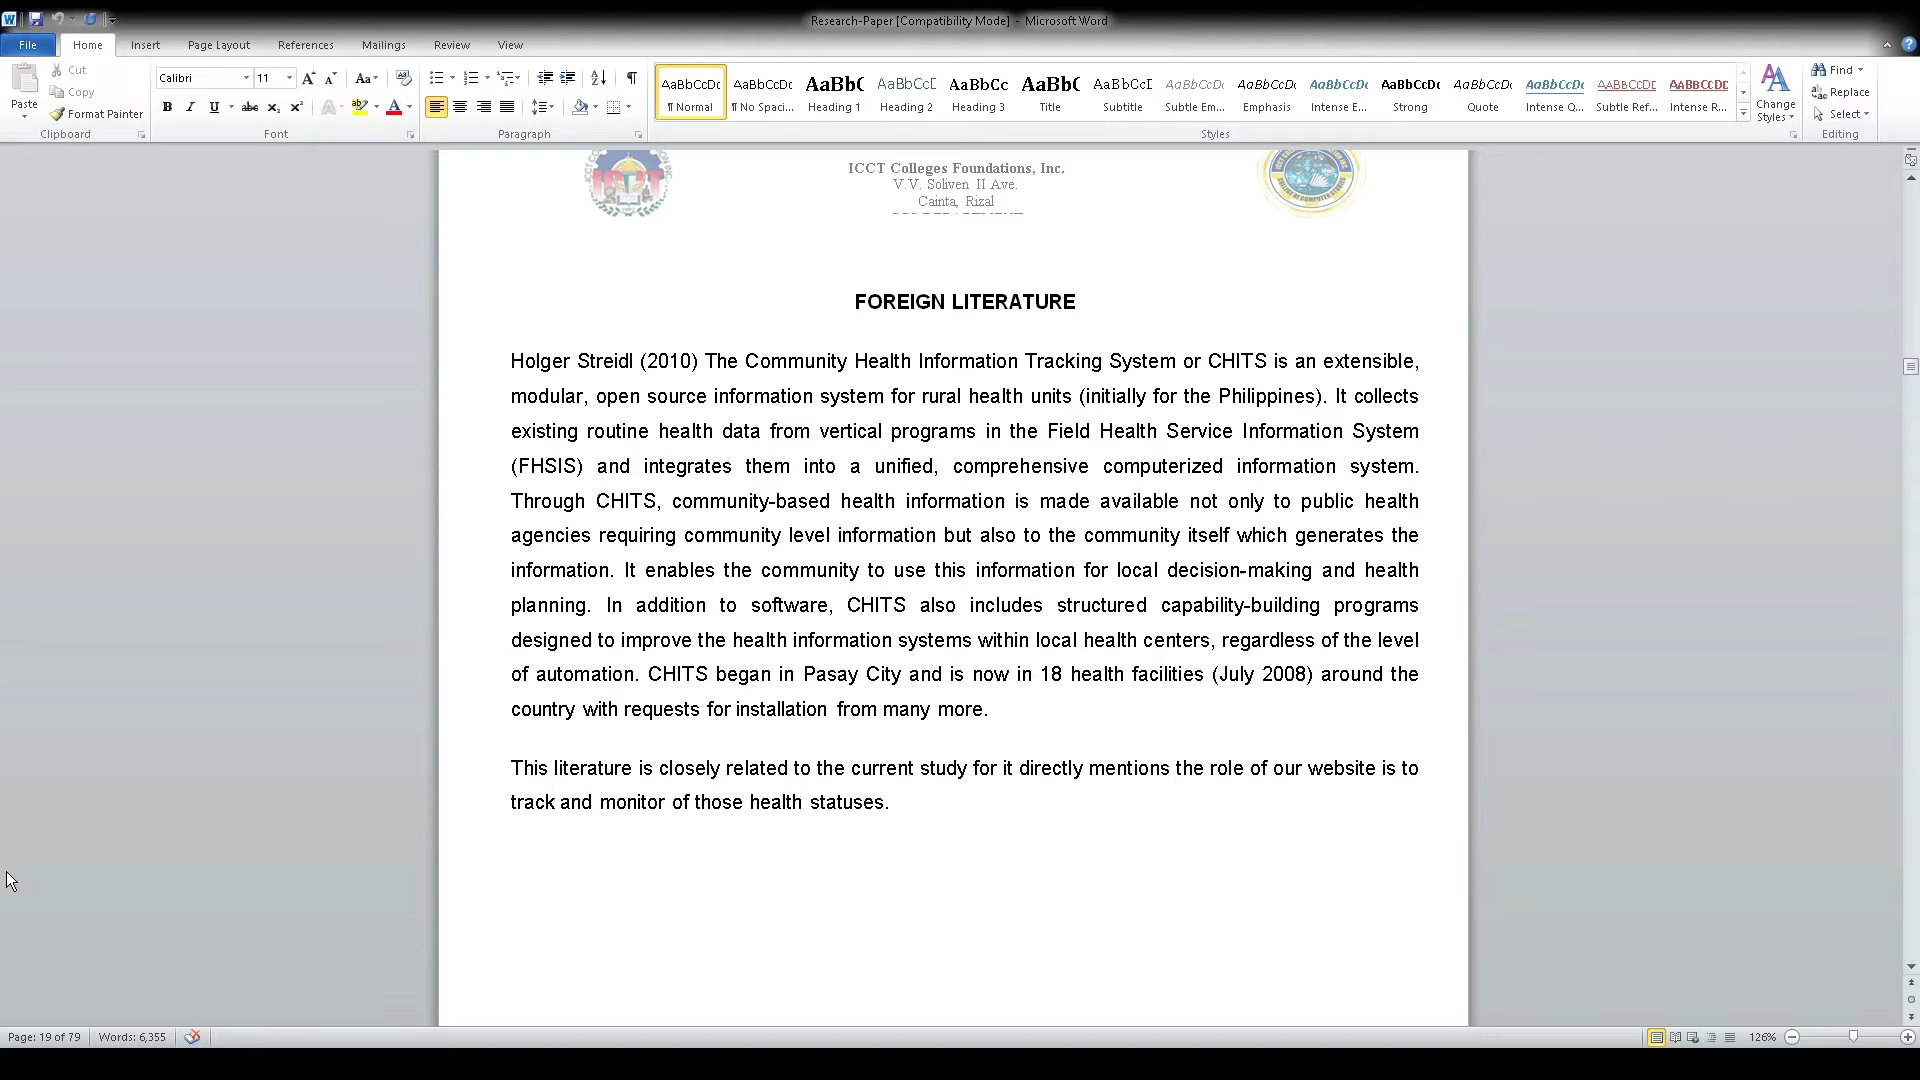 Research-Paper [Compatibility Mode] - Microsoft Word
File Home Insert Page Layout References Mailings Review View
Paste
Cut
Copy
Format Painter
Clipboard
Calibri 11
Font
Paragraph
AaBbCcDc AaBbCcDc AaBbC AaBbCcD AaBbCc AaBbC AaBbCcD AaBbCcDc AaBbCcDc AaBbCcDc AaBbCcDc AaBbCcDc AaBbCcDc AaBbCcDc AaBbCcDc
¶ Normal ¶ No Spaci... Heading 1 Heading 2 Heading 3 Title Subtitle Subtle Em... Emphasis Intense E... Strong Quote Intense Q... Subtle Ref... Intense R...
Styles
Change
Styles
Find
Replace
Select
Editing
ICCT Colleges Foundations, Inc.
V.V. Soliven II Ave.
Cainta, Rizal
FOREIGN LITERATURE
Holger Streidl (2010) The Community Health Information Tracking System or CHITS is an extensible,
modular, open source information system for rural health units (initially for the Philippines). It collects
existing routine health data from vertical programs in the Field Health Service Information System
(FHSIS) and integrates them into a unified, comprehensive computerized information system.
Through CHITS, community-based health information is made available not only to public health
agencies requiring community level information but also to the community itself which generates the
information. It enables the community to use this information for local decision-making and health
planning. In addition to software, CHITS also includes structured capability-building programs
designed to improve the health information systems within local health centers, regardless of the level
of automation. CHITS began in Pasay City and is now in 18 health facilities (July 2008) around the
country with requests for installation from many more.
This literature is closely related to the current study for it directly mentions the role of our website is to
track and monitor of those health statuses.
Page: 19 of 79 Words: 6,355 126%